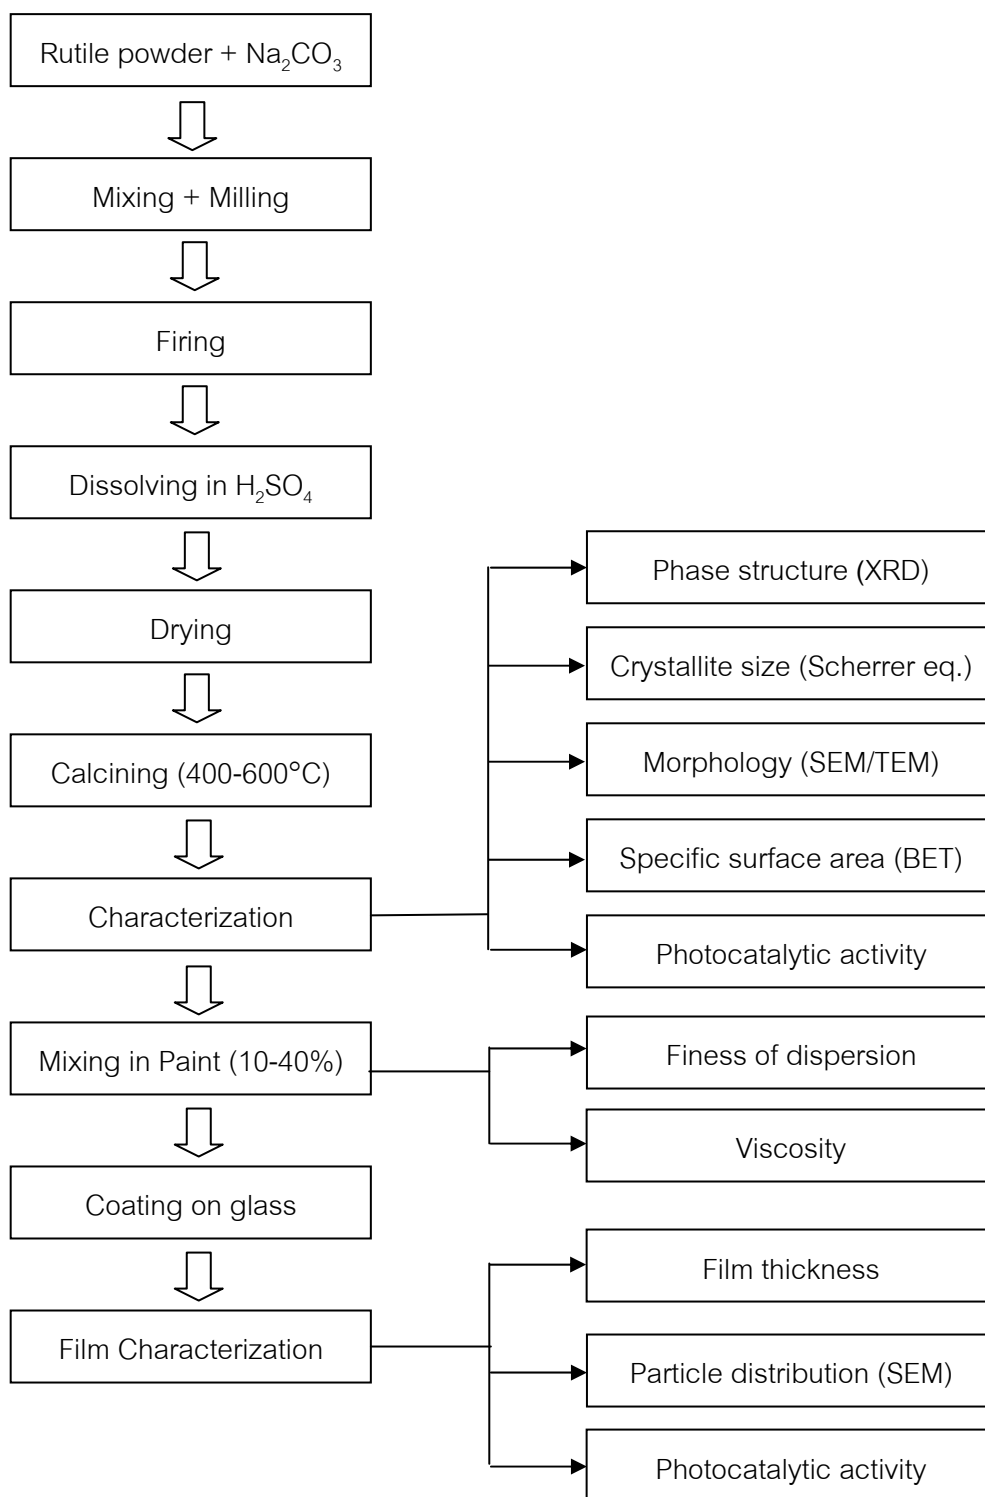 Rutile powder + Na₂CO₃
Mixing + Milling
Firing
Dissolving in H₂SO₄
Drying
Calcining (400-600°C)
Characterization
Phase structure (XRD)
Crystallite size (Scherrer eq.)
Morphology (SEM/TEM)
Specific surface area (BET)
Photocatalytic activity
Mixing in Paint (10-40%)
Finess of dispersion
Viscosity
Coating on glass
Film Characterization
Film thickness
Particle distribution (SEM)
Photocatalytic activity